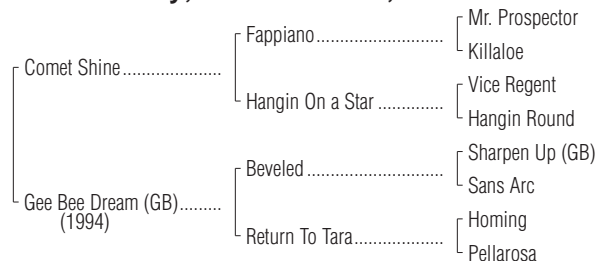 Mr. Prospector
Fappiano
Killaloe
Comet Shine
Vice Regent
Hangin On a Star
Hangin Round
Sharpen Up (GB)
Beveled
Sans Arc
Gee Bee Dream (GB)
(1994)
Homing
Return To Tara
Pellarosa